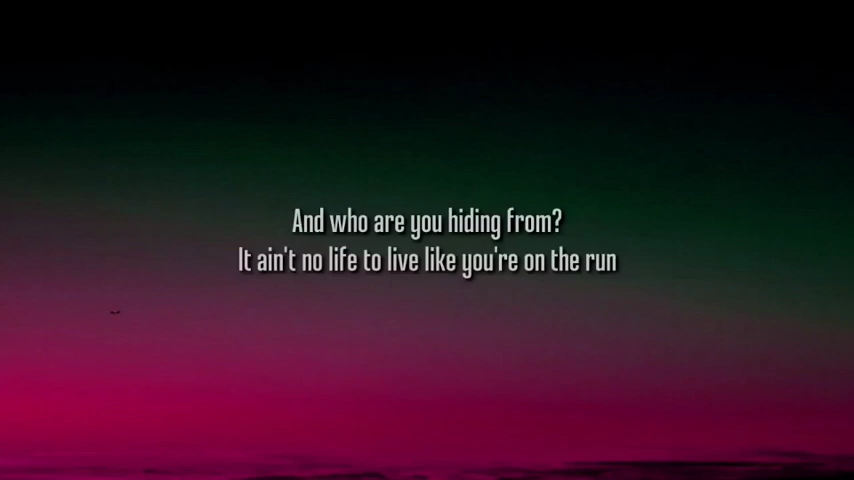 And who are you hiding from?
It ain't no life to live like you're on the run